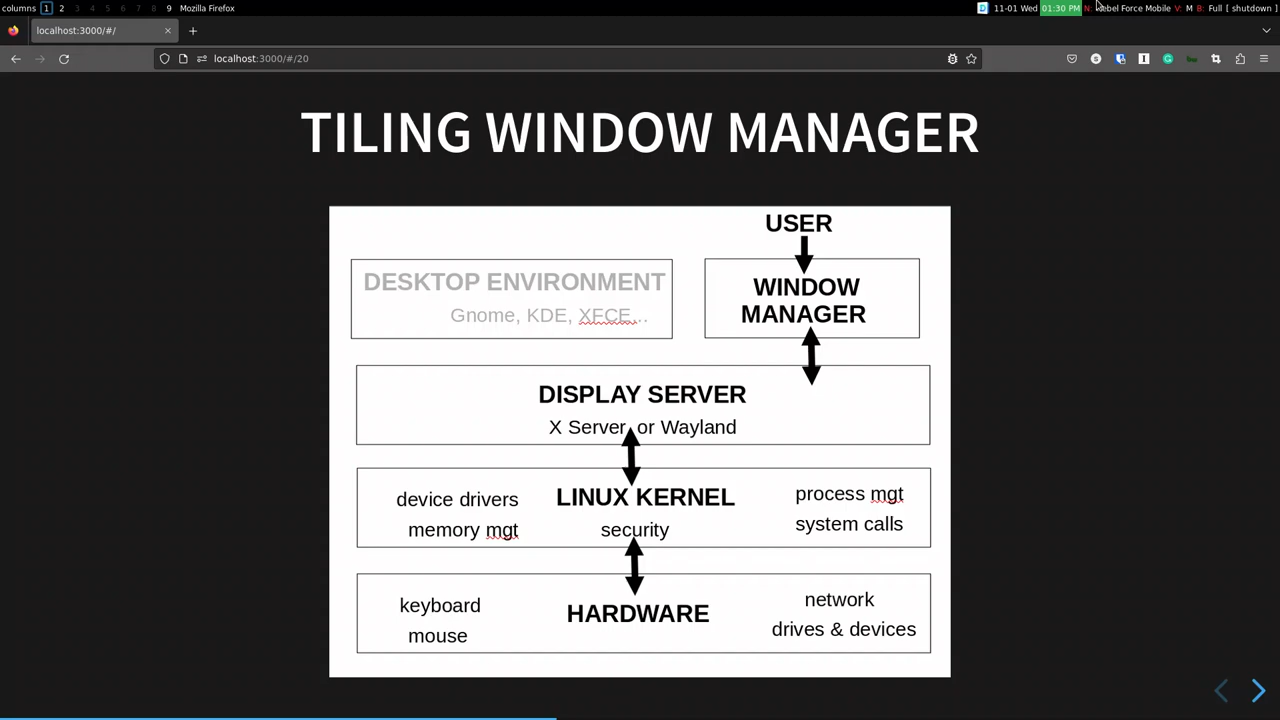 columns 1 2 3 4 5 6 7 8 9 Mozilla Firefox
D 11-01 Wed 01:30 PM N: Rebel Force Mobile V: M B: Full [ shutdown ]
localhost:3000/#/
localhost:3000/#/20
TILING WINDOW MANAGER
USER
DESKTOP ENVIRONMENT
Gnome, KDE, XFCE...
WINDOW
MANAGER
DISPLAY SERVER
X Server or Wayland
device drivers
memory mgt
LINUX KERNEL
security
process mgt
system calls
keyboard
mouse
HARDWARE
network
drives & devices